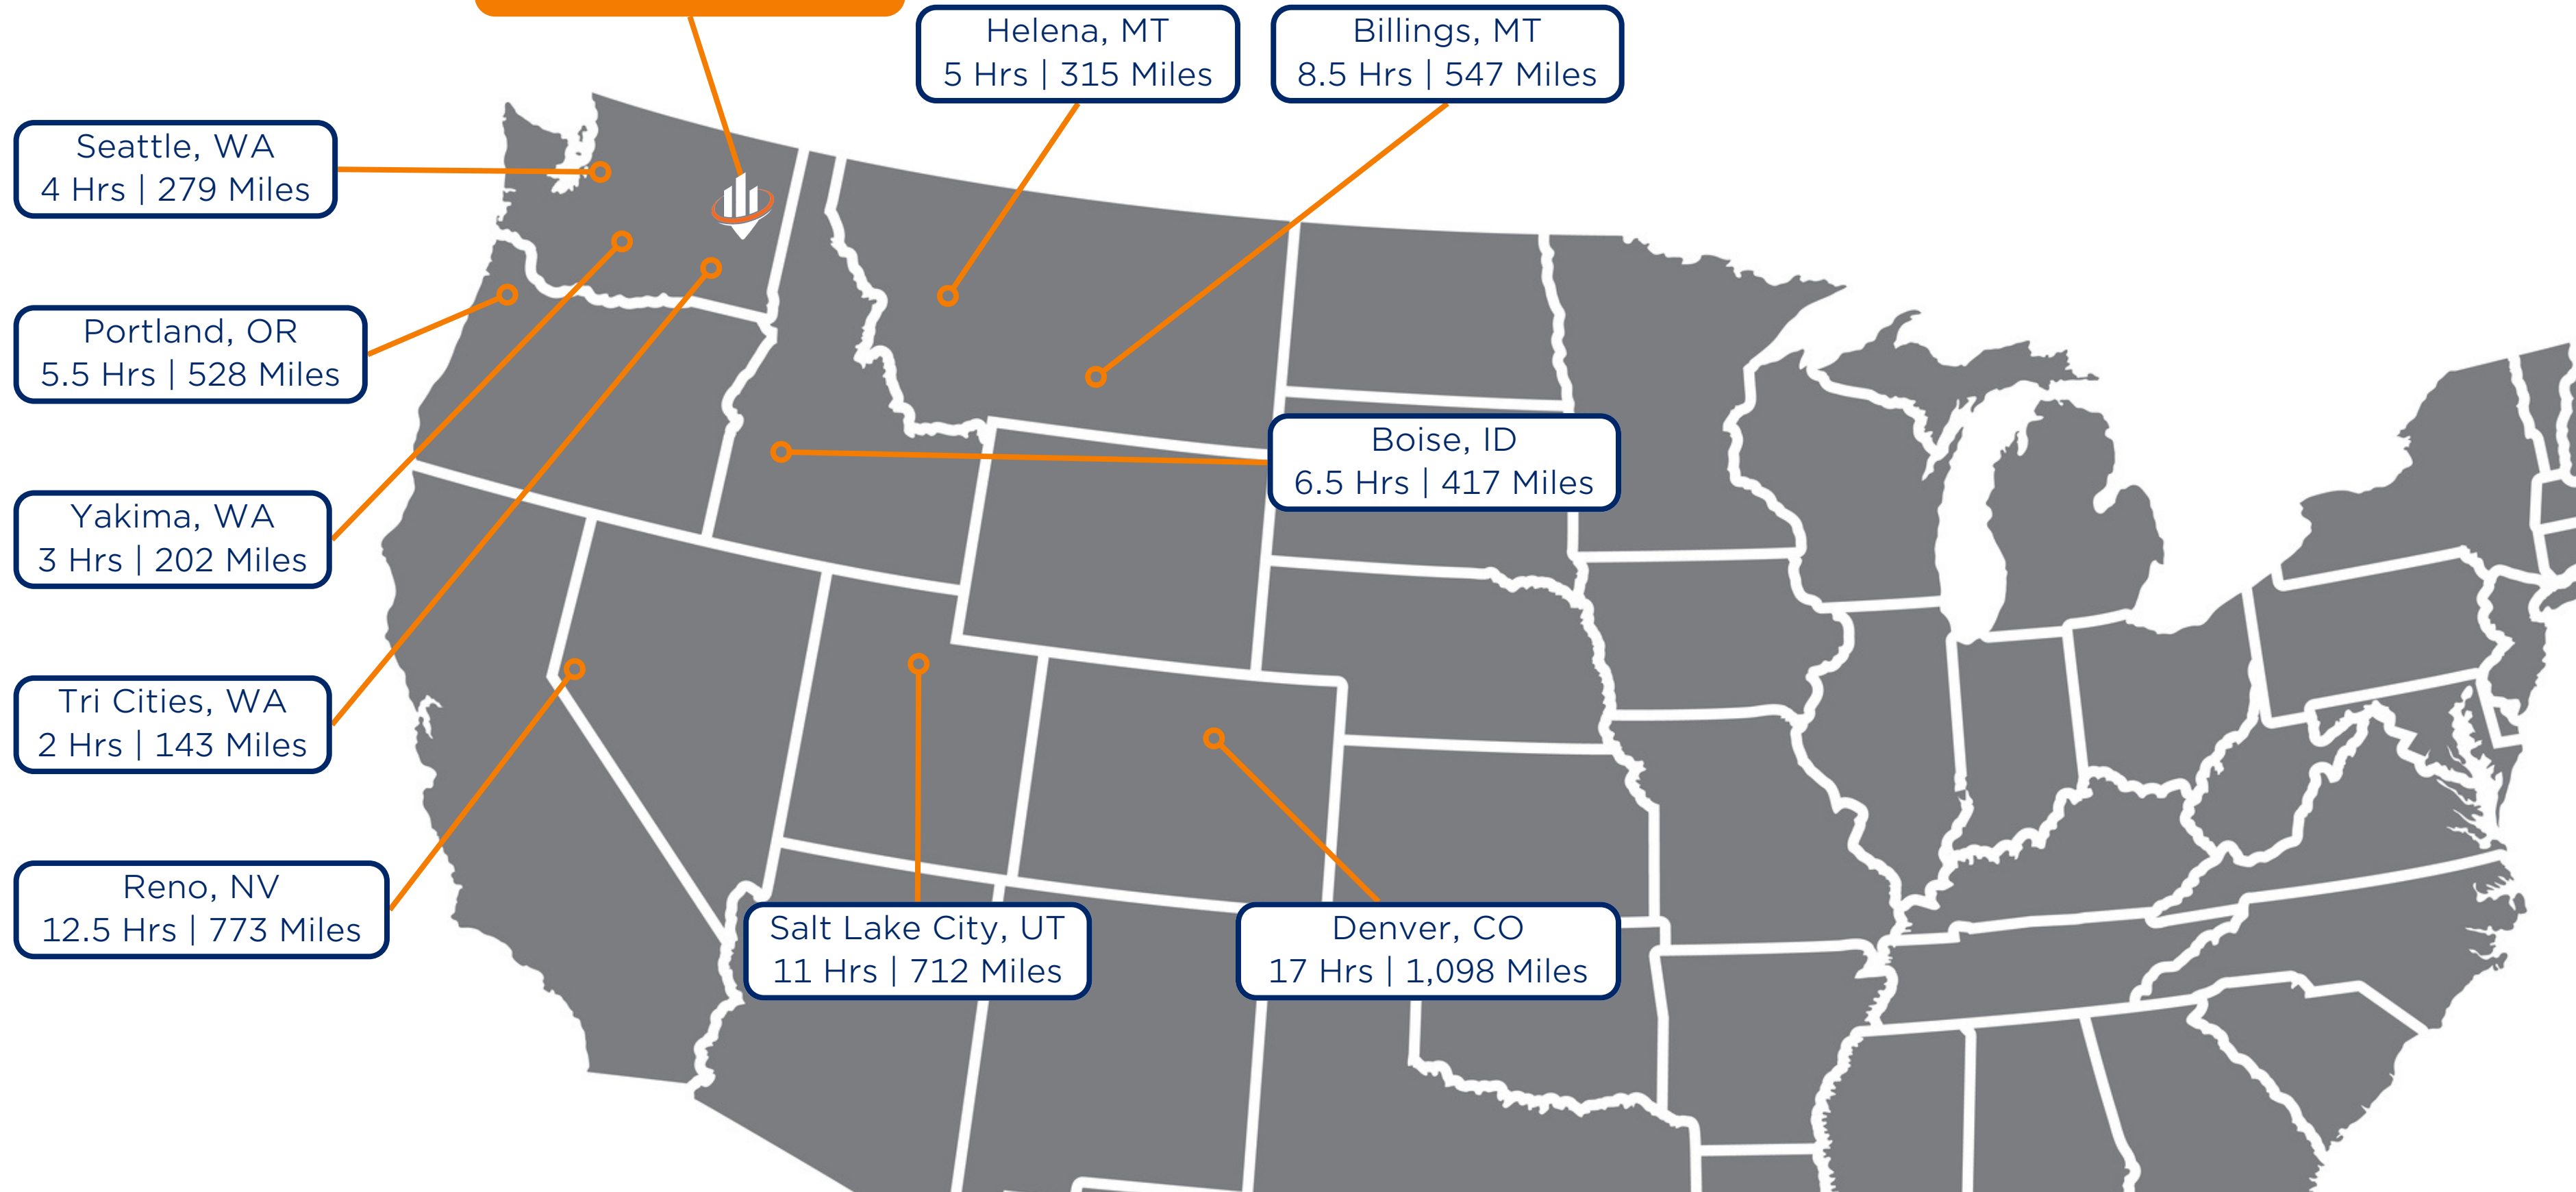 Helena, MT
5 Hrs | 315 Miles
Billings, MT
8.5 Hrs | 547 Miles
Seattle, WA
4 Hrs | 279 Miles
Portland, OR
5.5 Hrs | 528 Miles
Boise, ID
6.5 Hrs | 417 Miles
Yakima, WA
3 Hrs | 202 Miles
Tri Cities, WA
2 Hrs | 143 Miles
Reno, NV
12.5 Hrs | 773 Miles
Salt Lake City, UT
11 Hrs | 712 Miles
Denver, CO
17 Hrs | 1,098 Miles